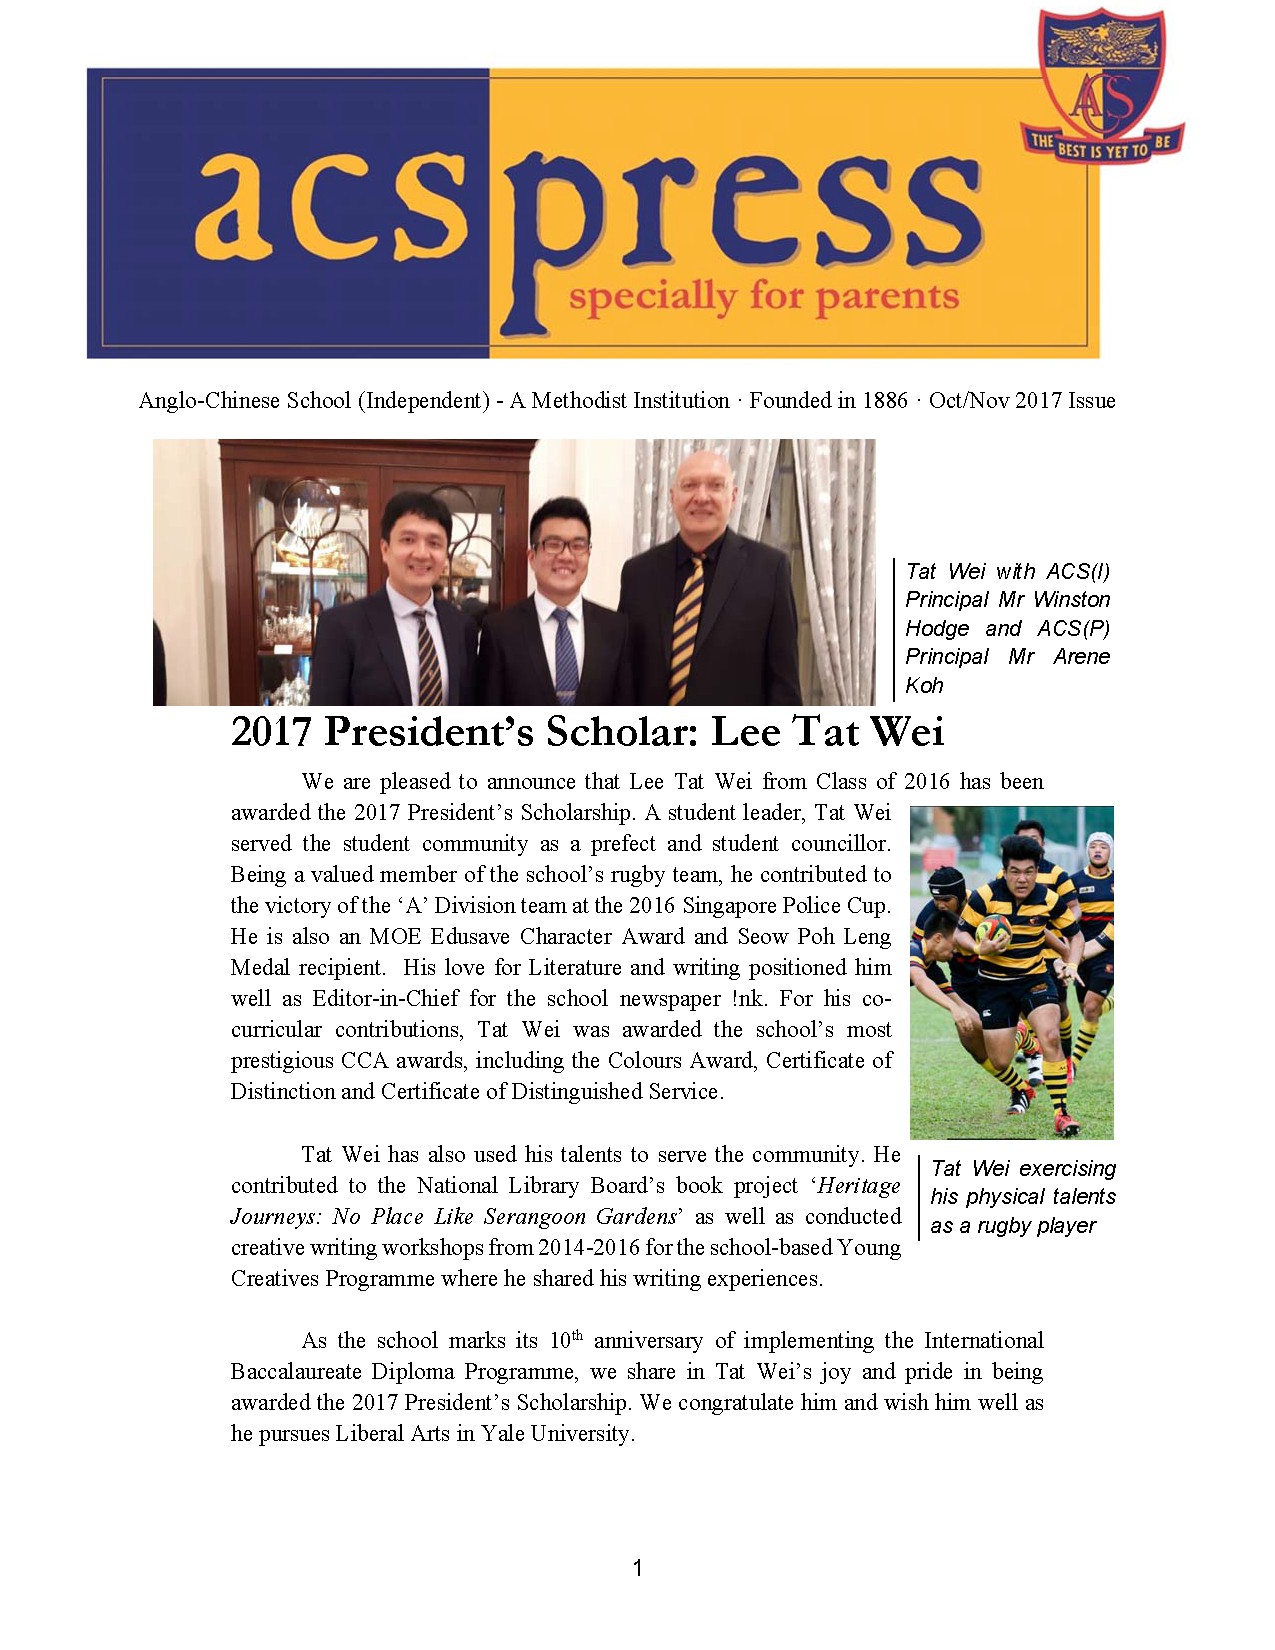 THE BEST IS YET TO BE
ACS
acspress
specially for parents
Anglo-Chinese School (Independent) - A Methodist Institution · Founded in 1886 · Oct/Nov 2017 Issue
Tat Wei with ACS(I)
Principal Mr Winston
Hodge and ACS(P)
Principal Mr Arene
Koh
2017 President’s Scholar: Lee Tat Wei
We are pleased to announce that Lee Tat Wei from Class of 2016 has been
awarded the 2017 President’s Scholarship. A student leader, Tat Wei
served the student community as a prefect and student councillor.
Being a valued member of the school’s rugby team, he contributed to
the victory of the ‘A’ Division team at the 2016 Singapore Police Cup.
He is also an MOE Edusave Character Award and Seow Poh Leng
Medal recipient.  His love for Literature and writing positioned him
well as Editor-in-Chief for the school newspaper !nk. For his co-
curricular contributions, Tat Wei was awarded the school’s most
prestigious CCA awards, including the Colours Award, Certificate of
Distinction and Certificate of Distinguished Service.
Tat Wei has also used his talents to serve the community. He
contributed to the National Library Board’s book project ‘Heritage
Journeys: No Place Like Serangoon Gardens’ as well as conducted
creative writing workshops from 2014-2016 for the school-based Young
Creatives Programme where he shared his writing experiences.
Tat Wei exercising
his physical talents
as a rugby player
As the school marks its 10th anniversary of implementing the International
Baccalaureate Diploma Programme, we share in Tat Wei’s joy and pride in being
awarded the 2017 President’s Scholarship. We congratulate him and wish him well as
he pursues Liberal Arts in Yale University.
1